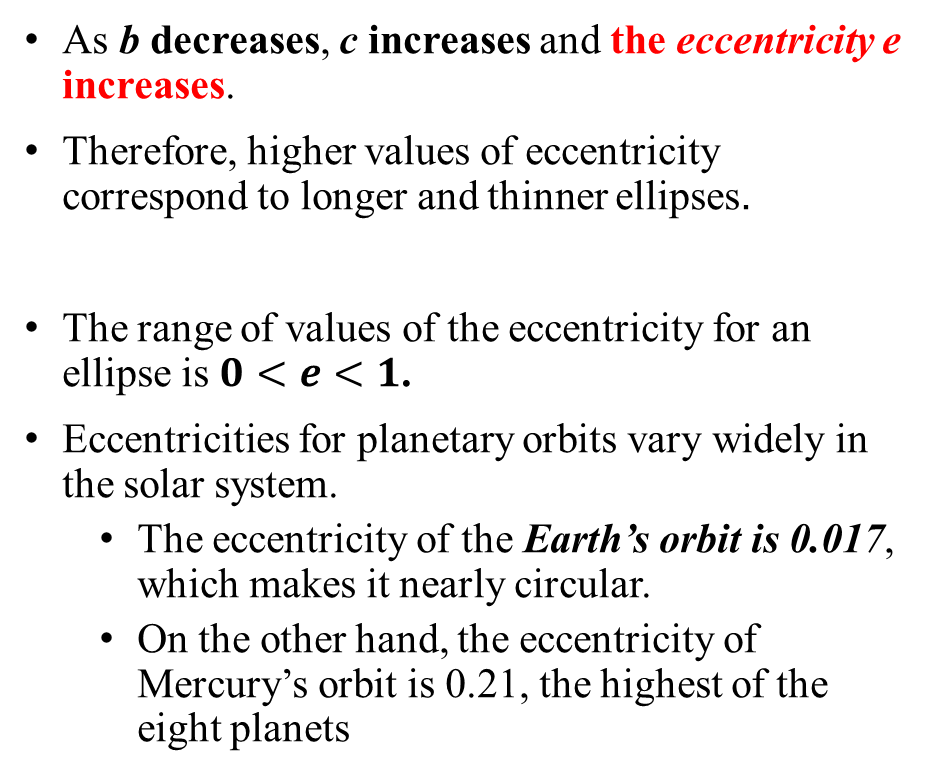 • As b decreases, c increases and the eccentricity e
increases.
• Therefore, higher values of eccentricity
correspond to longer and thinner ellipses.
• The range of values of the eccentricity for an
ellipse is 0 < e < 1.
• Eccentricities for planetary orbits vary widely in
the solar system.
• The eccentricity of the Earth’s orbit is 0.017,
which makes it nearly circular.
• On the other hand, the eccentricity of
Mercury’s orbit is 0.21, the highest of the
eight planets